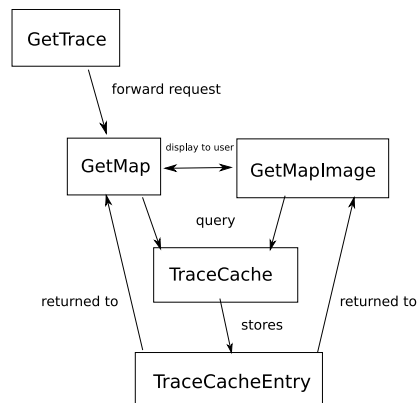 GetTrace
forward request
display to user
GetMap
GetMapImage
query
TraceCache
returned to
stores
returned to
TraceCacheEntry